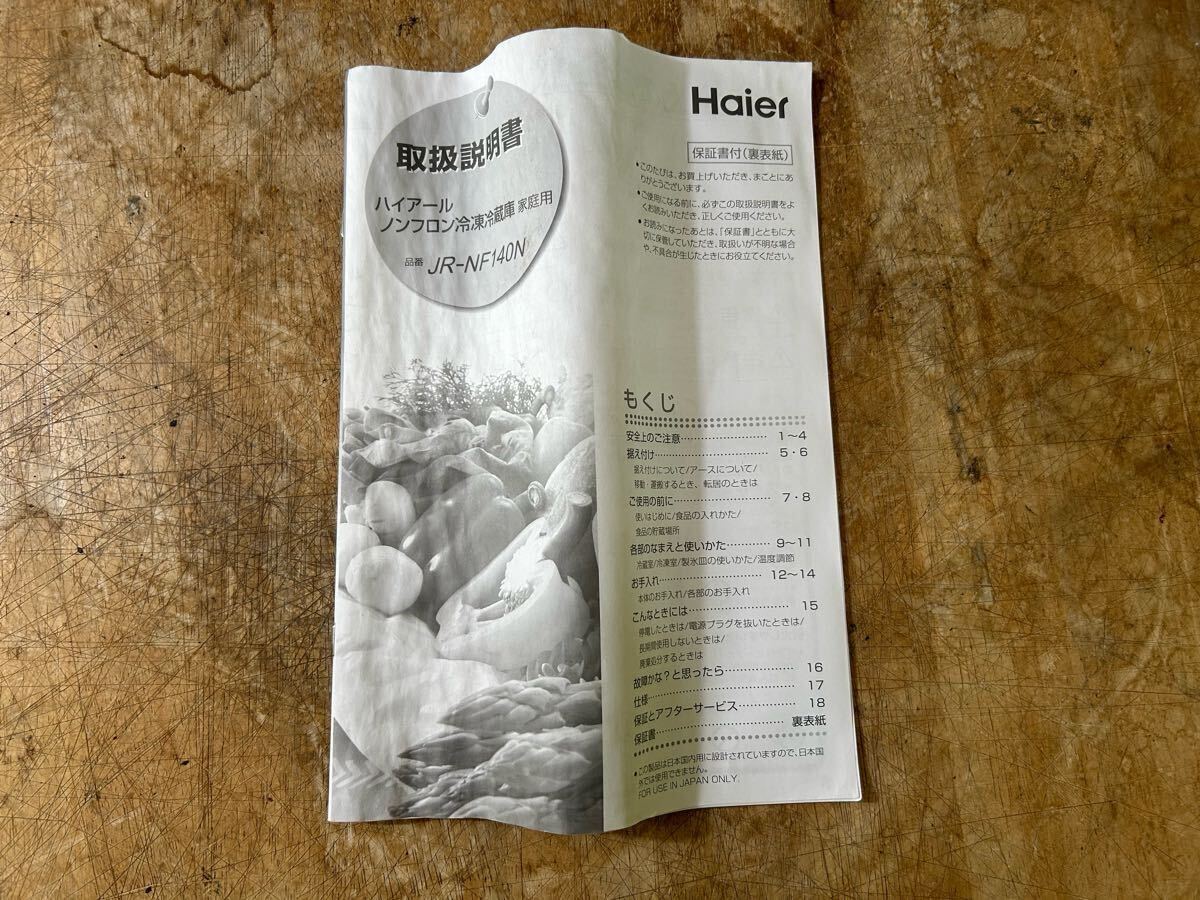 取扱説明書
ハイアール
ノンフロン冷凍冷蔵庫 家庭用
品番 JR-NF140N
Haier
保証書付(裏表紙)
●このたびは、お買上げいただき、まことにあ
りがとうございます。
●ご使用になる前に、必ずこの取扱説明書をよ
くお読みいただき、正しくご使用ください。
●お読みになったあとは、「保証書」とともに大
切に保管していただき、取扱いが不明な場合
や、不具合が生じたときにお役立てください。
もくじ
安全上のご注意……………………… 1~4
据え付け……………………………… 5・6
据え付けについて/アースについて/
移動・運搬するとき、転居のときは
ご使用の前に………………………… 7・8
使いはじめに/食品の入れかた/
食品の貯蔵場所
各部のなまえと使いかた………… 9~11
冷蔵室/冷凍室/製氷皿の使いかた/温度調節
お手入れ…………………………… 12~14
本体のお手入れ/各部のお手入れ
こんなときには……………………… 15
停電したときは/電源プラグを抜いたときは/
長期間使用しないときは/
廃棄処分するときは
故障かな?と思ったら……………… 16
仕様…………………………………… 17
保証とアフターサービス…………… 18
保証書……………………………… 裏表紙
●この製品は日本国内用に設計されていますので、日本国
外では使用できません。
FOR USE IN JAPAN ONLY.